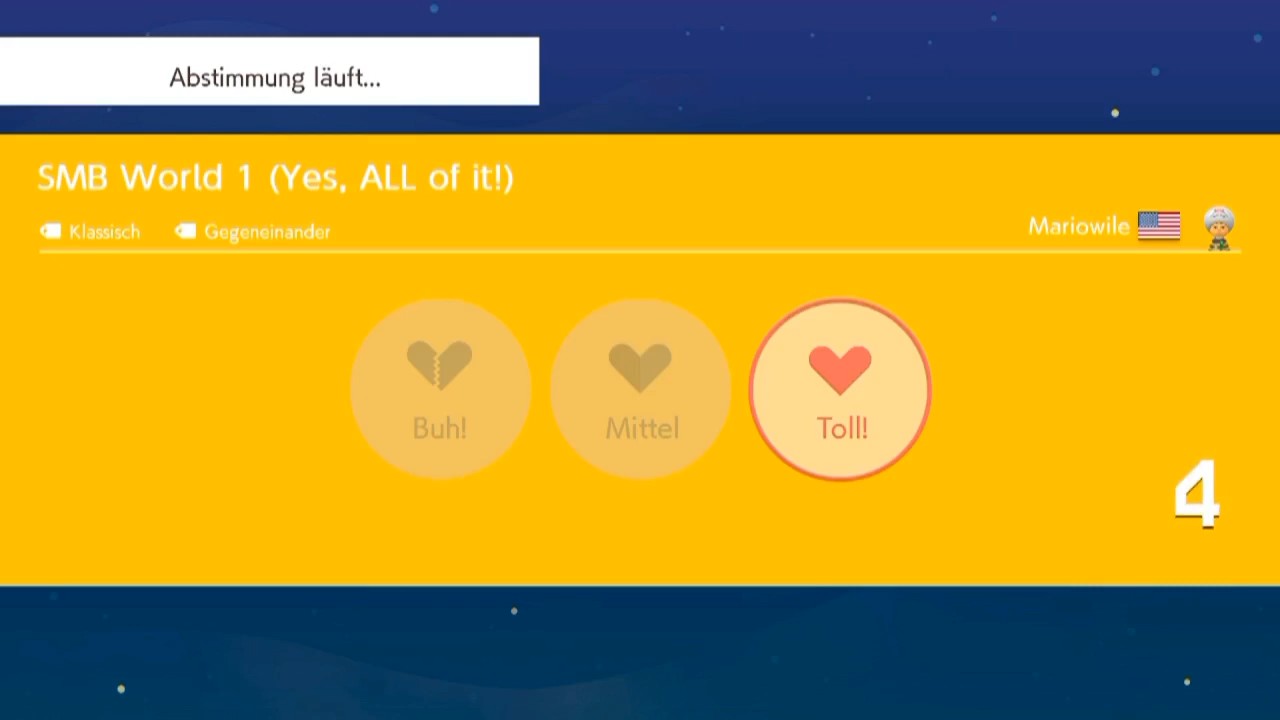 Abstimmung läuft...
SMB World 1 (Yes, ALL of it!)
Klassisch Gegeneinander
Mariowile
Buh! Mittel Toll!
4